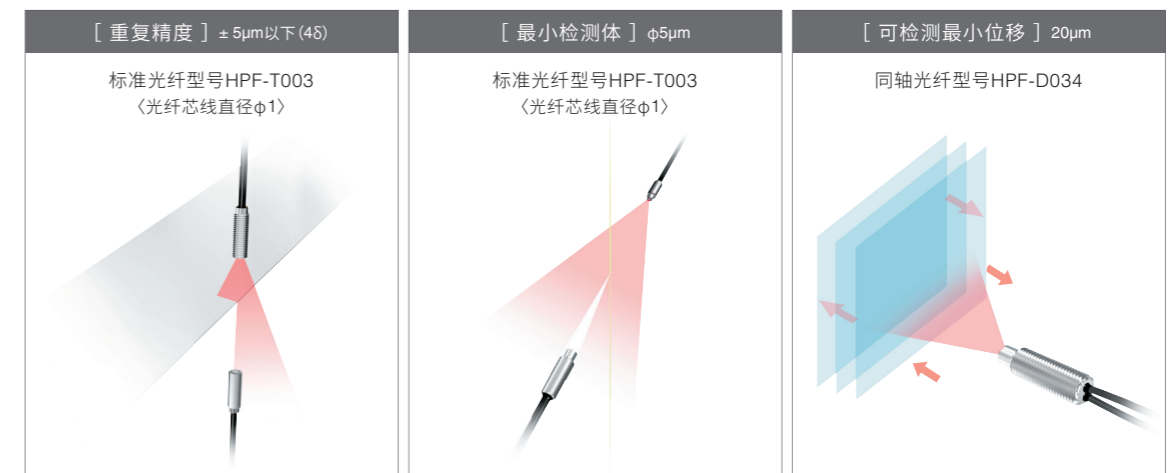 [ 重复精度 ] ± 5μm以下(4δ)
标准光纤型号HPF-T003
〈光纤芯线直径φ1〉
[ 最小检测体 ] φ5μm
标准光纤型号HPF-T003
〈光纤芯线直径φ1〉
[ 可检测最小位移 ] 20μm
同轴光纤型号HPF-D034